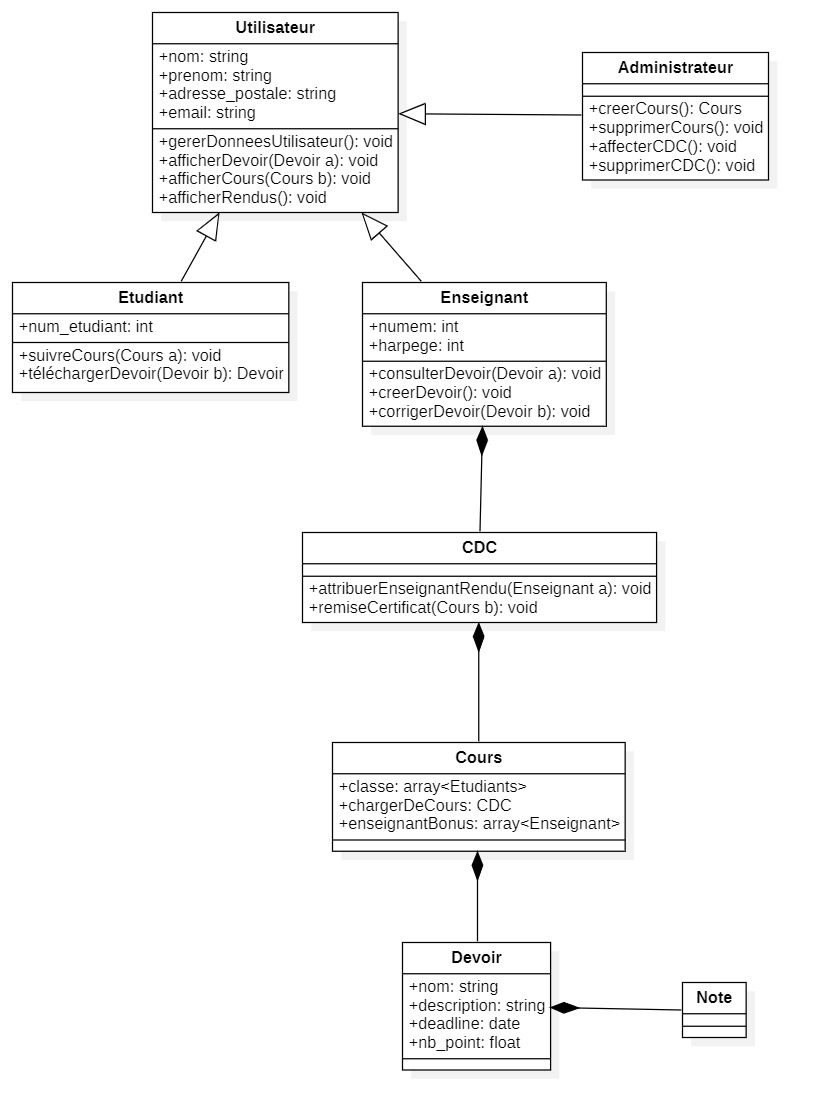 Utilisateur
+nom: string
+prenom: string
+adresse_postale: string
+email: string
+gererDonneesUtilisateur(): void
+afficherDevoir(Devoir a): void
+afficherCours(Cours b): void
+afficherRendus(): void
Administrateur
+creerCours(): Cours
+supprimerCours(): void
+affecterCDC(): void
+supprimerCDC(): void
Etudiant
+num_etudiant: int
+suivreCours(Cours a): void
+téléchargerDevoir(Devoir b): Devoir
Enseignant
+numem: int
+harpege: int
+consulterDevoir(Devoir a): void
+creerDevoir(): void
+corrigerDevoir(Devoir b): void
CDC
+attribuerEnseignantRendu(Enseignant a): void
+remiseCertificat(Cours b): void
Cours
+classe: array<Etudiants>
+chargerDeCours: CDC
+enseignantBonus: array<Enseignant>
Devoir
+nom: string
+description: string
+deadline: date
+nb_point: float
Note